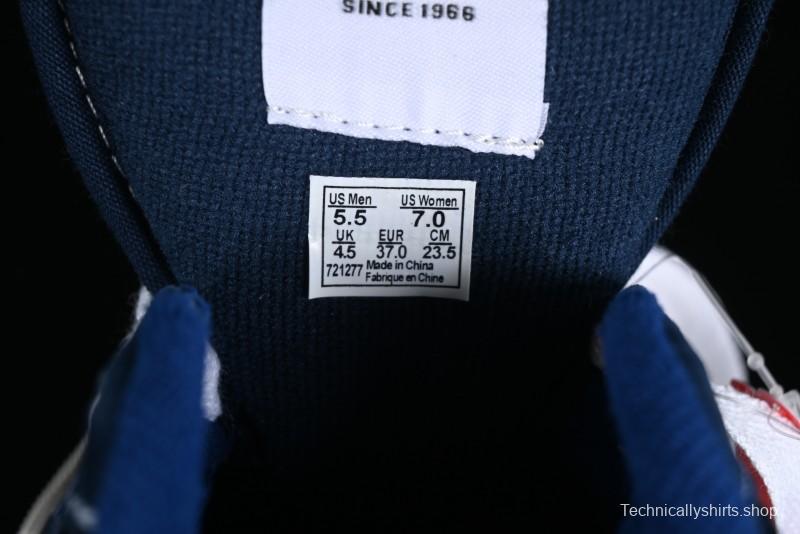 SINCE 1966
US Men US Women
5.5 7.0
UK EUR CM
4.5 37.0 23.5
721277 Made in China
Fabrique en Chine
Technicallyshirts.shop